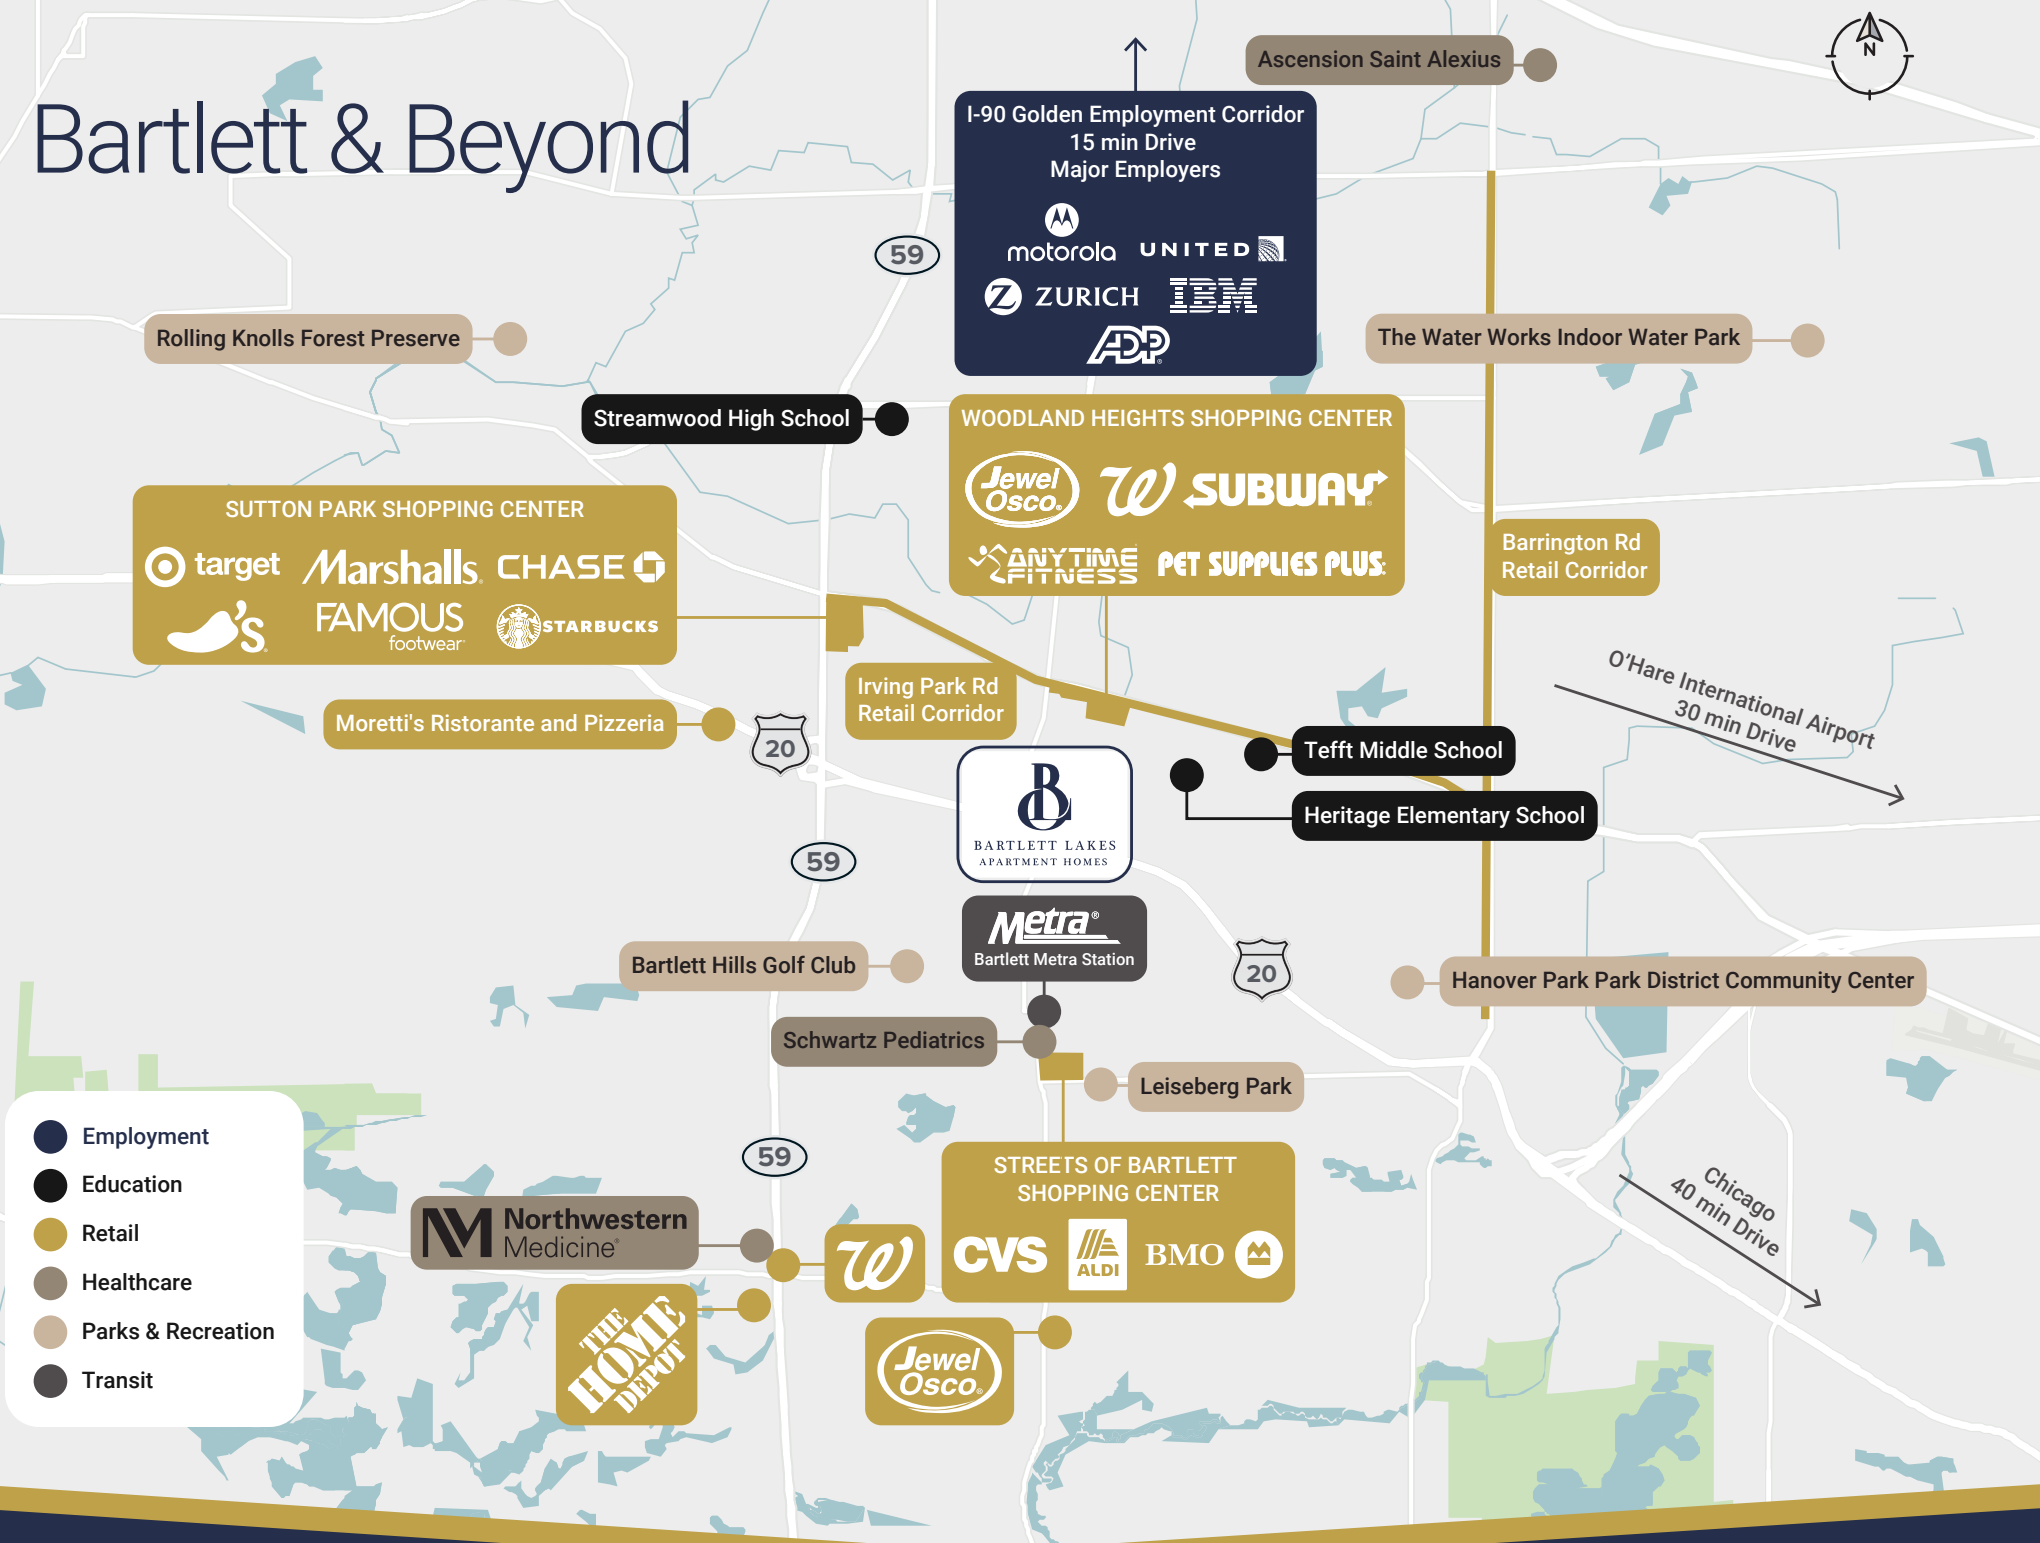 Bartlett & Beyond
N
Ascension Saint Alexius
I-90 Golden Employment Corridor
15 min Drive
Major Employers
motorola
UNITED
Z ZURICH
IBM
ADP
59
Rolling Knolls Forest Preserve
The Water Works Indoor Water Park
Streamwood High School
WOODLAND HEIGHTS SHOPPING CENTER
Jewel
Osco
W
SUBWAY
ANYTIME
FITNESS
PET SUPPLIES PLUS
SUTTON PARK SHOPPING CENTER
target
Marshalls
CHASE
'S
FAMOUS
footwear
STARBUCKS
Barrington Rd
Retail Corridor
Irving Park Rd
Retail Corridor
O'Hare International Airport
30 min Drive
Moretti's Ristorante and Pizzeria
20
Tefft Middle School
Heritage Elementary School
BL
BARTLETT LAKES
APARTMENT HOMES
59
Metra®
Bartlett Metra Station
Bartlett Hills Golf Club
20
Hanover Park Park District Community Center
Schwartz Pediatrics
Leiseberg Park
Employment
Education
Retail
Healthcare
Parks & Recreation
Transit
59
STREETS OF BARTLETT
SHOPPING CENTER
CVS
ALDI
BMO
Chicago
40 min Drive
NM Northwestern
Medicine®
W
THE
HOME
DEPOT
Jewel
Osco